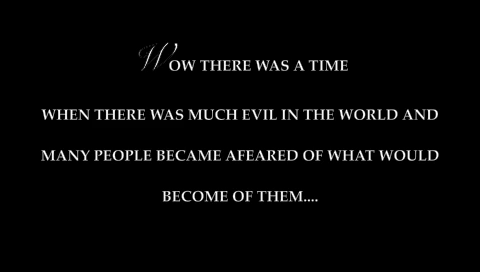 WOW THERE WAS A TIME
WHEN THERE WAS MUCH EVIL IN THE WORLD AND
MANY PEOPLE BECAME AFEARED OF WHAT WOULD
BECOME OF THEM....